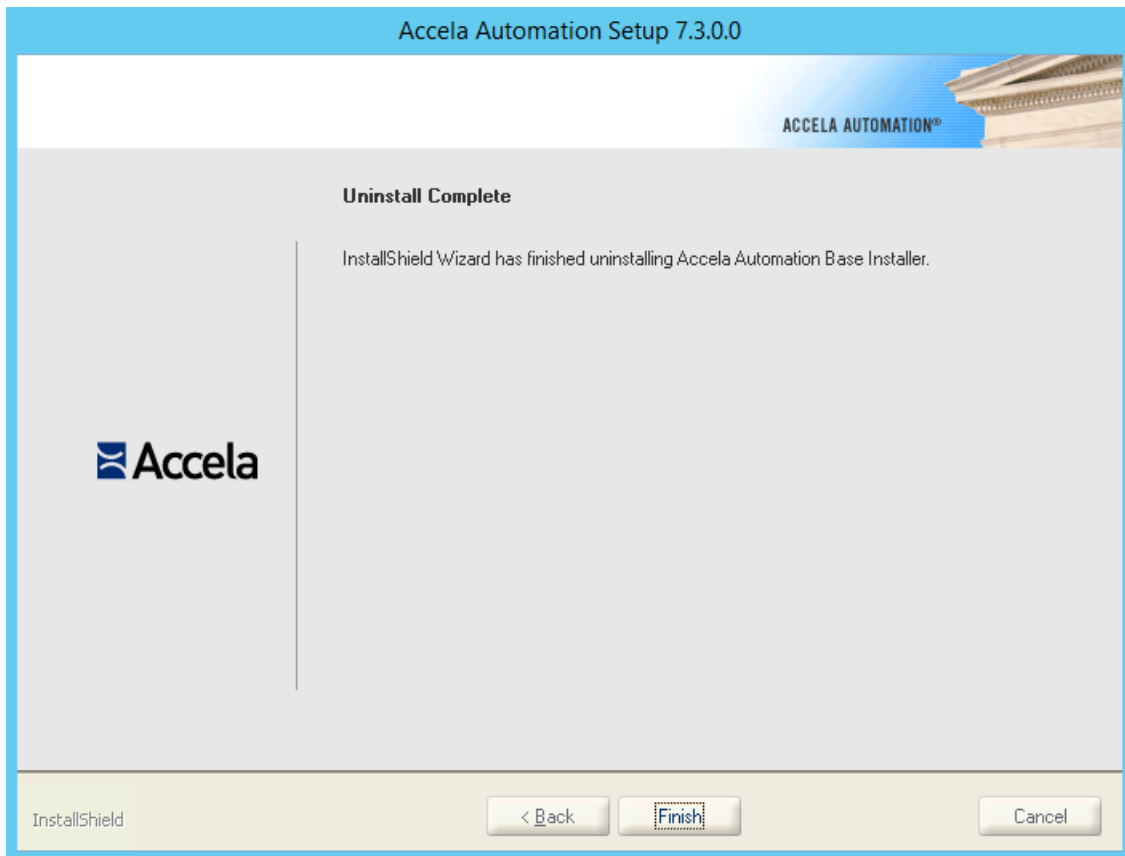 Accela Automation Setup 7.3.0.0
ACCELA AUTOMATION®
Uninstall Complete
InstallShield Wizard has finished uninstalling Accela Automation Base Installer.
Accela
InstallShield
< Back
Finish
Cancel